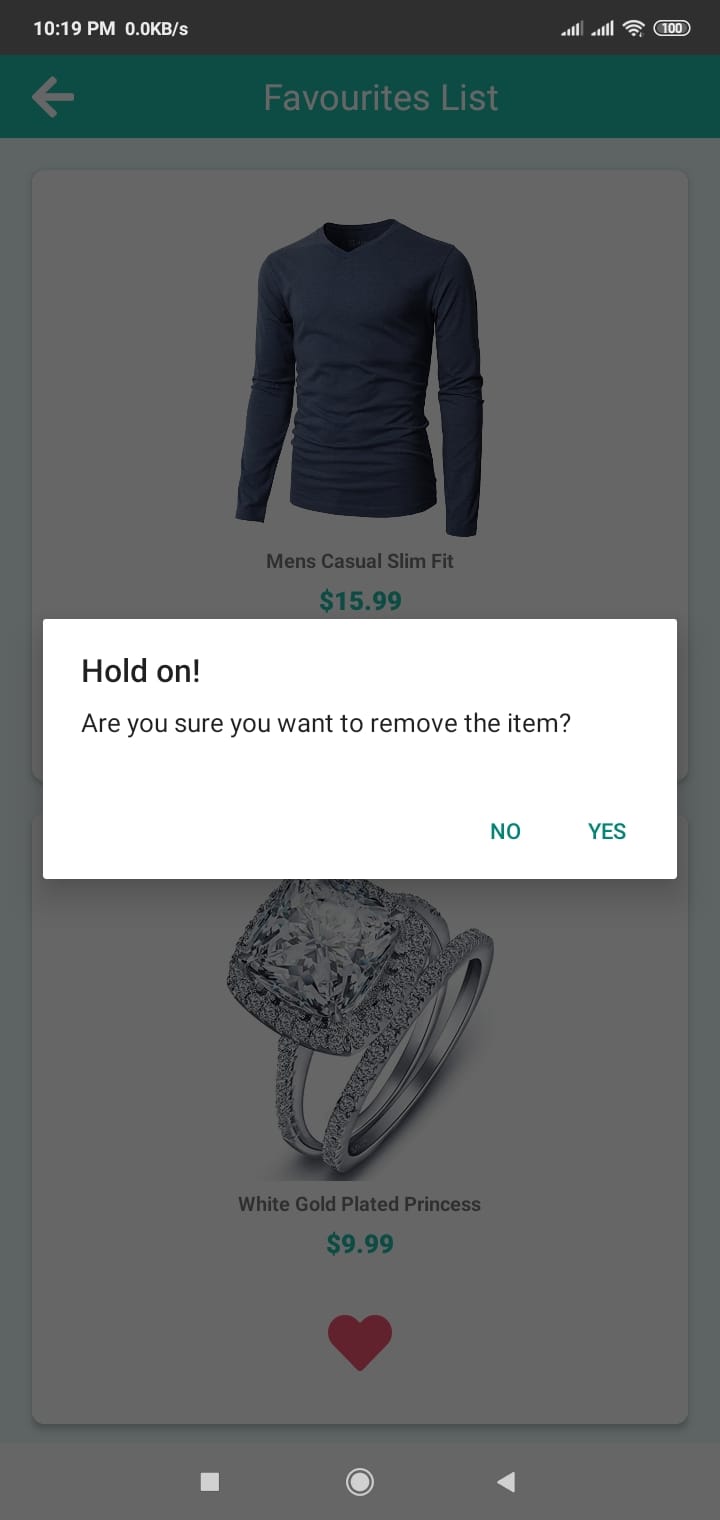 10:19 PM 0.0KB/s
100
Favourites List
Mens Casual Slim Fit
$15.99
Hold on!
Are you sure you want to remove the item?
NO YES
White Gold Plated Princess
$9.99